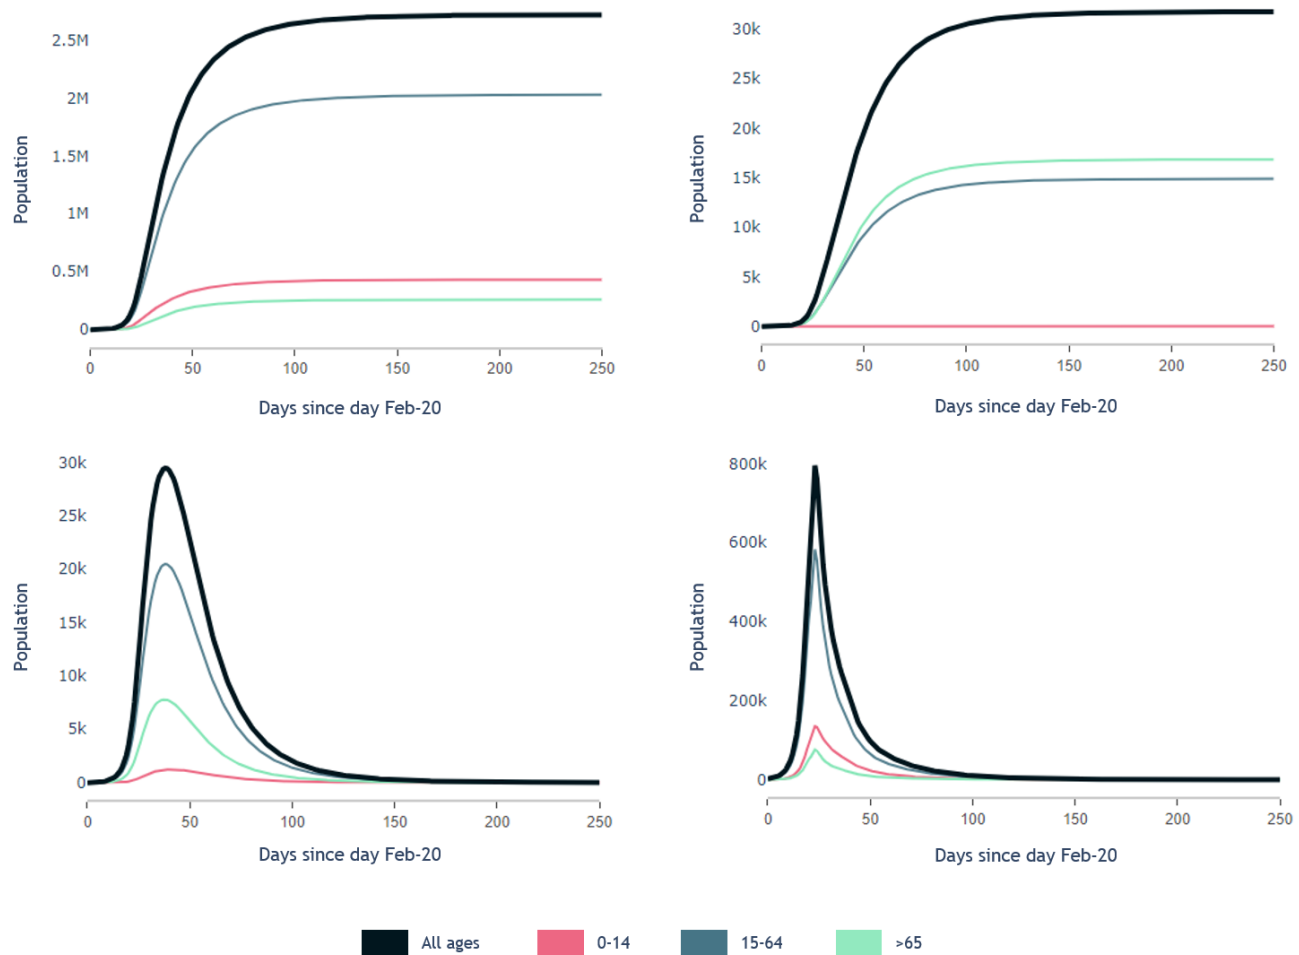 2.5M
2M
1.5M
1M
0.5M
0
Population
0 50 100 150 200 250
Days since day Feb-20
30k
25k
20k
15k
10k
5k
0
Population
0 50 100 150 200 250
Days since day Feb-20
30k
25k
20k
15k
10k
5k
0
Population
0 50 100 150 200 250
Days since day Feb-20
800k
600k
400k
200k
0
Population
0 50 100 150 200 250
Days since day Feb-20
All ages 0-14 15-64 >65